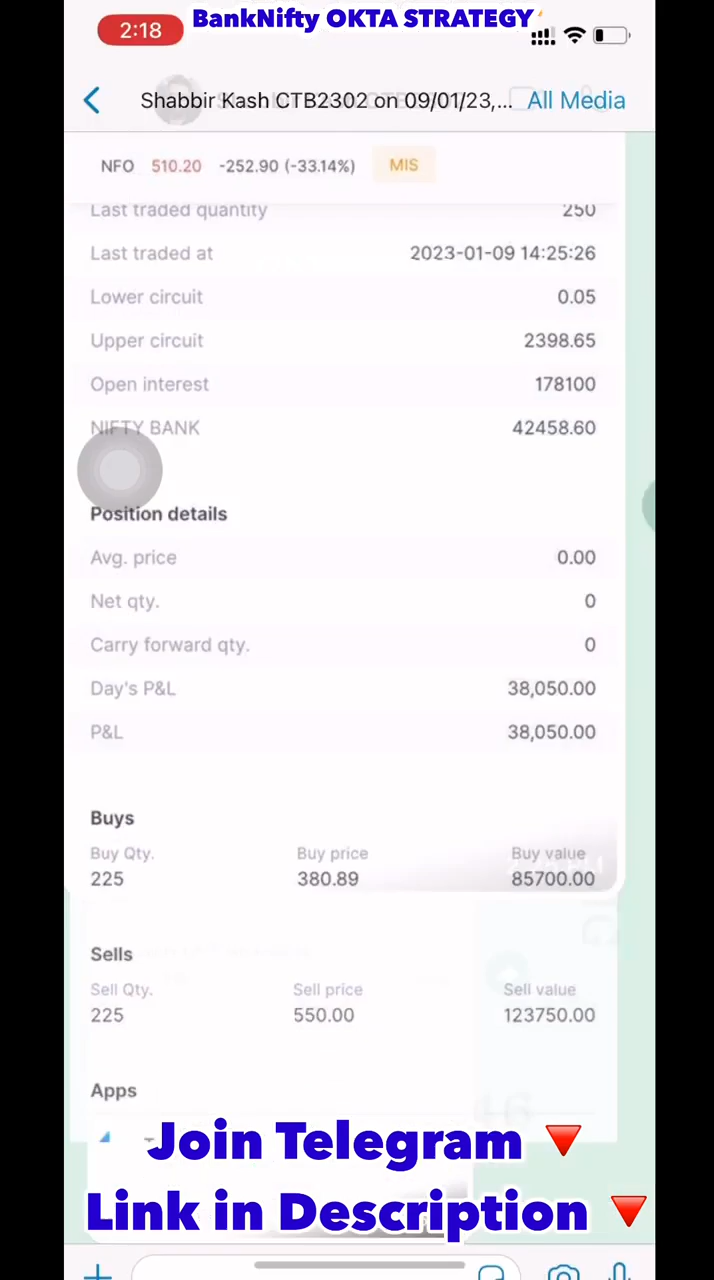 BankNifty OKTA STRATEGY
2:18
Shabbir Kash CTB2302 on 09/01/23,... All Media
NFO 510.20 -252.90 (-33.14%) MIS
Last traded quantity 250
Last traded at 2023-01-09 14:25:26
Lower circuit 0.05
Upper circuit 2398.65
Open interest 178100
NIFTY BANK 42458.60
Position details
Avg. price 0.00
Net qty. 0
Carry forward qty. 0
Day's P&L 38,050.00
P&L 38,050.00
Buys
Buy Qty. Buy price Buy value
225 380.89 85700.00
Sells
Sell Qty. Sell price Sell value
225 550.00 123750.00
Apps
Join Telegram
Link in Description